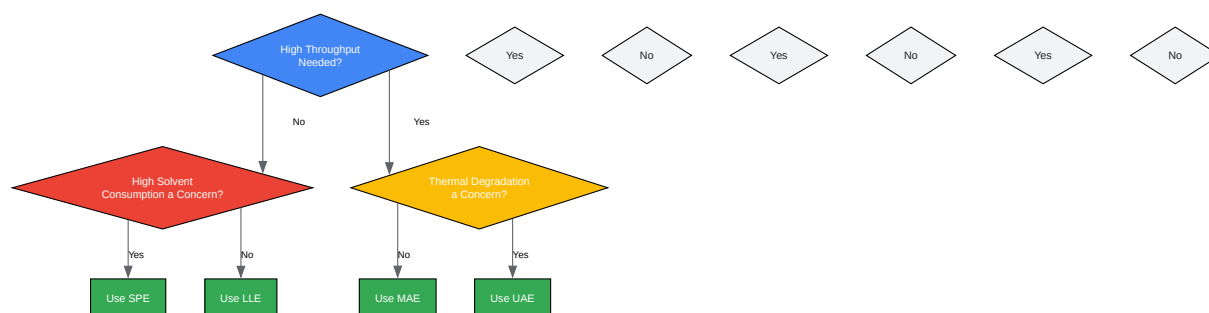 High Throughput
Needed?
Yes
No
Yes
No
Yes
No
No
Yes
High Solvent
Consumption a Concern?
Thermal Degradation
a Concern?
Yes
No
No
Yes
Use SPE
Use LLE
Use MAE
Use UAE